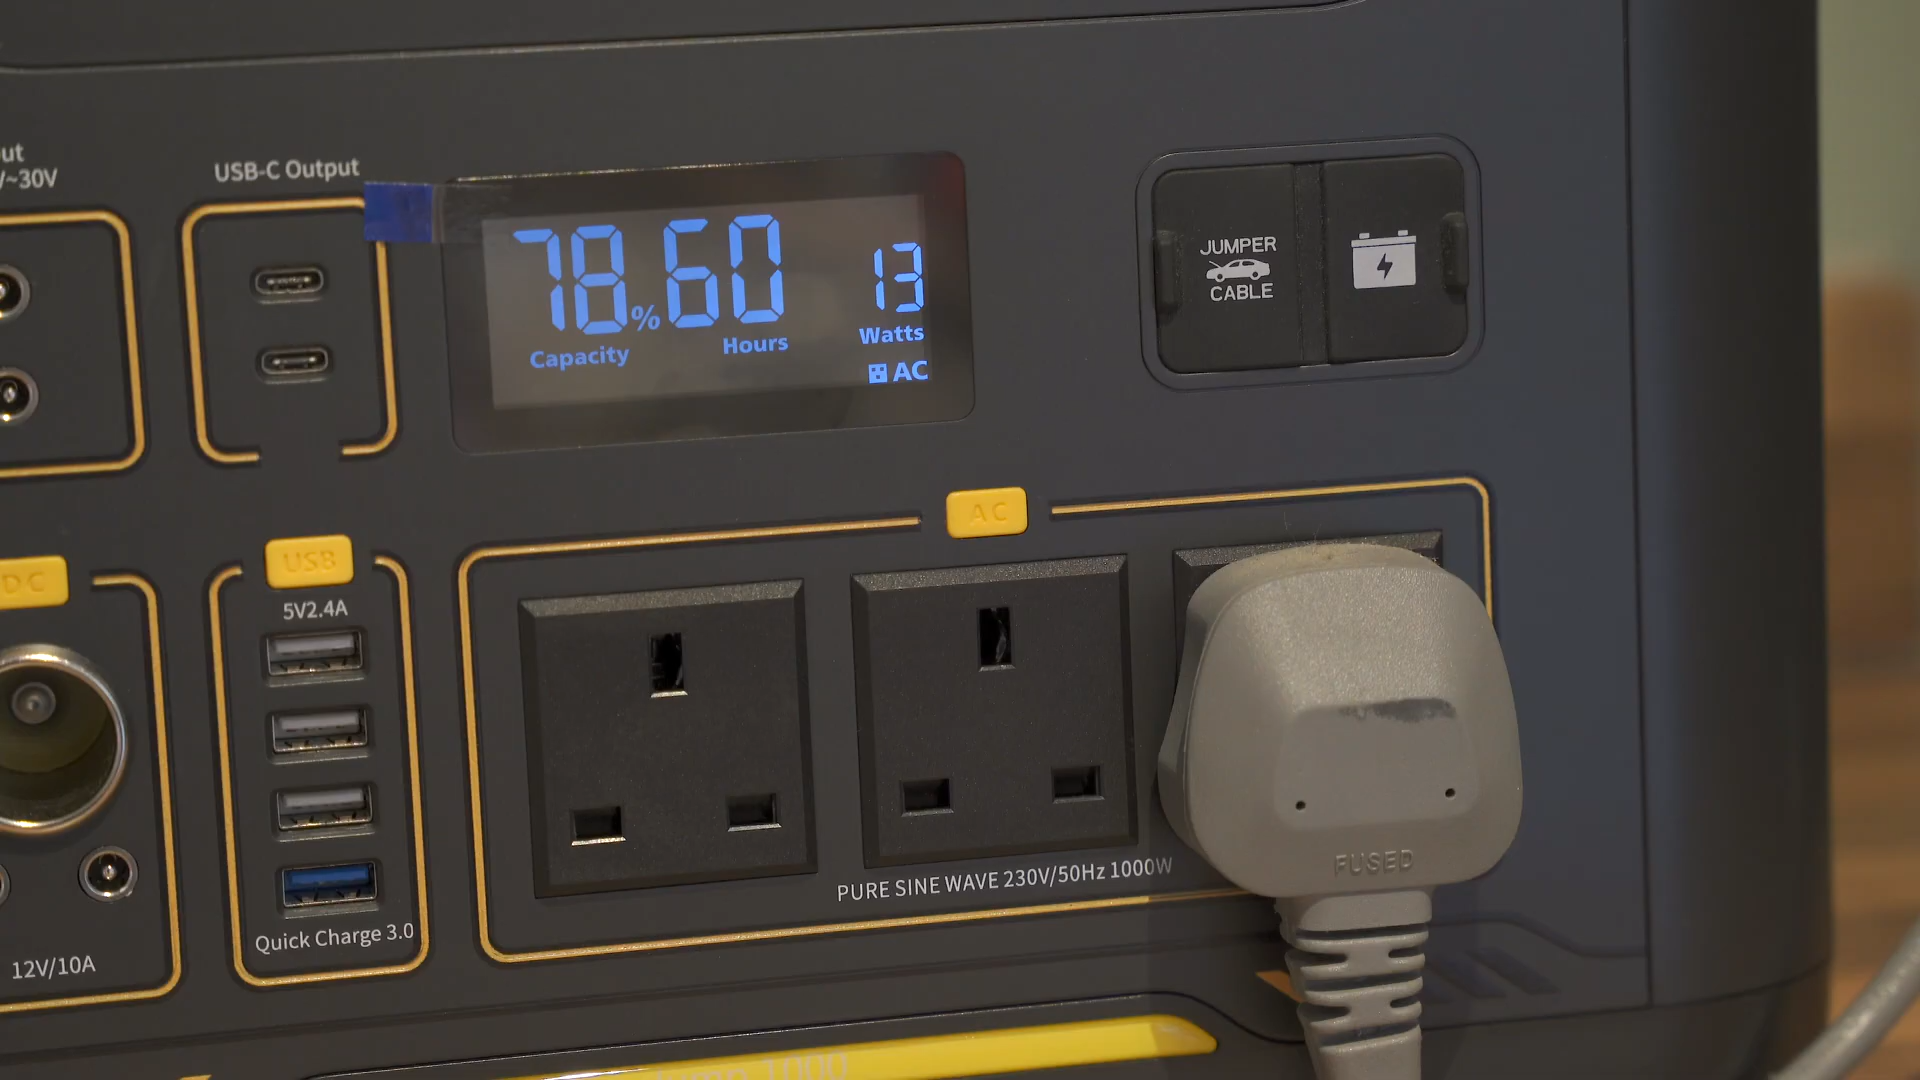 USB-C Output
~30V
78% 60 13
Capacity Hours Watts
AC
JUMPER
CABLE
AC
DC
USB
5V2.4A
PURE SINE WAVE 230V/50Hz 1000W
FUSED
Quick Charge 3.0
12V/10A
1000